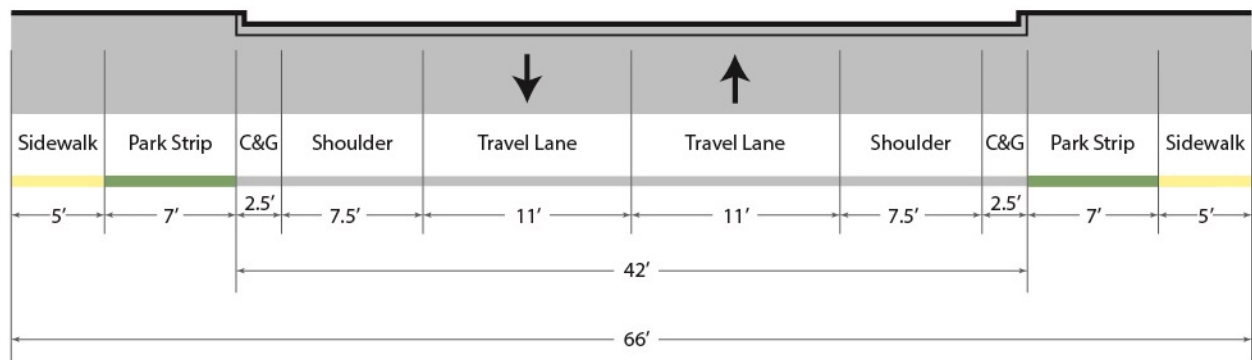 Sidewalk Park Strip C&G Shoulder Travel Lane Travel Lane Shoulder C&G Park Strip Sidewalk
5′ 7′ 2.5′ 7.5′ 11′ 11′ 7.5′ 2.5′ 7′ 5′
42′
66′